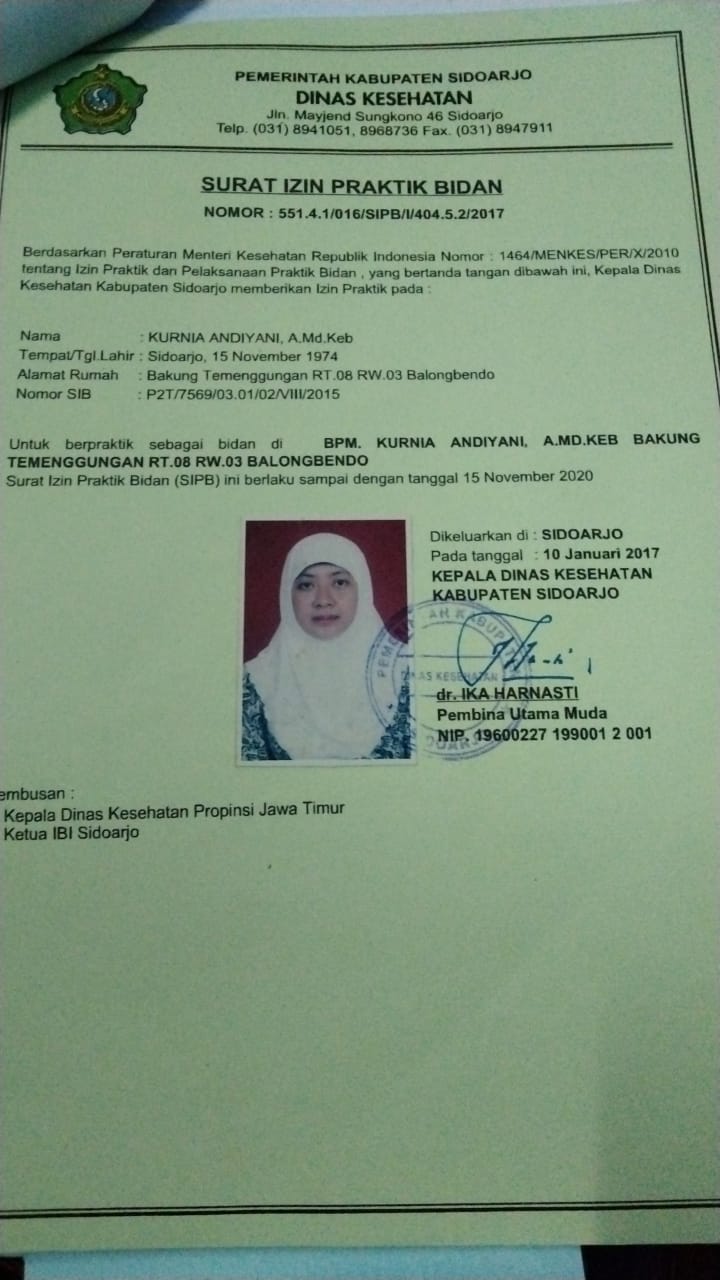 PEMERINTAH KABUPATEN SIDOARJO
DINAS KESEHATAN
Jln. Mayjend Sungkono 46 Sidoarjo
Telp. (031) 8941051, 8968736 Fax. (031) 8947911
SURAT IZIN PRAKTIK BIDAN
NOMOR : 551.4.1/016/SIPB/I/404.5.2/2017
Berdasarkan Peraturan Menteri Kesehatan Republik Indonesia Nomor : 1464/MENKES/PER/X/2010
tentang Izin Praktik dan Pelaksanaan Praktik Bidan , yang bertanda tangan dibawah ini, Kepala Dinas
Kesehatan Kabupaten Sidoarjo memberikan Izin Praktik pada :
Nama : KURNIA ANDIYANI, A.Md.Keb
Tempat/Tgl.Lahir : Sidoarjo, 15 November 1974
Alamat Rumah : Bakung Temenggungan RT.08 RW.03 Balongbendo
Nomor SIB : P2T/7569/03.01/02/VIII/2015
Untuk berpraktik sebagai bidan di BPM. KURNIA ANDIYANI, A.MD.KEB BAKUNG
TEMENGGUNGAN RT.08 RW.03 BALONGBENDO
Surat Izin Praktik Bidan (SIPB) ini berlaku sampai dengan tanggal 15 November 2020
Dikeluarkan di : SIDOARJO
Pada tanggal : 10 Januari 2017
KEPALA DINAS KESEHATAN
KABUPATEN SIDOARJO
DINAS KESEHATAN
dr. IKA HARNASTI
Pembina Utama Muda
NIP. 19600227 199001 2 001
embusan :
Kepala Dinas Kesehatan Propinsi Jawa Timur
Ketua IBI Sidoarjo